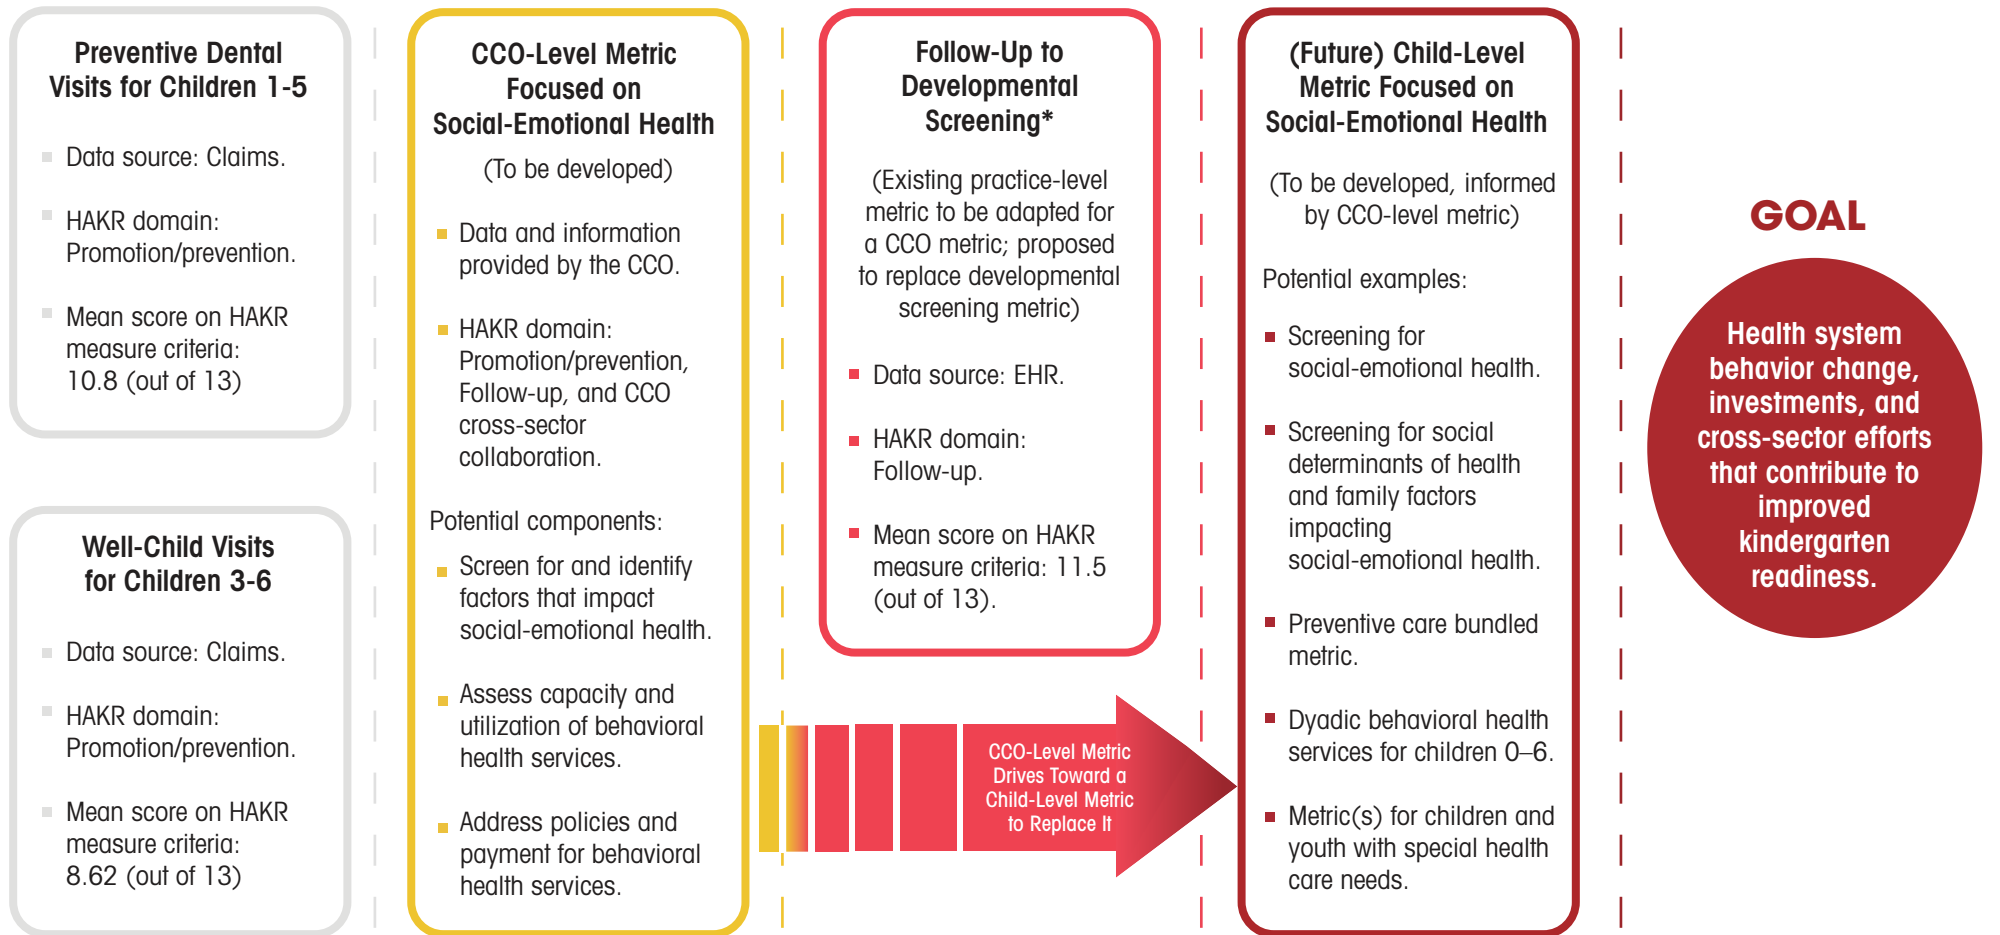 Preventive Dental
Visits for Children 1-5
Data source: Claims.
HAKR domain:
Promotion/prevention.
Mean score on HAKR
measure criteria:
10.8 (out of 13)
Well-Child Visits
for Children 3-6
Data source: Claims.
HAKR domain:
Promotion/prevention.
Mean score on HAKR
measure criteria:
8.62 (out of 13)
CCO-Level Metric
Focused on
Social-Emotional Health
(To be developed)
Data and information
provided by the CCO.
HAKR domain:
Promotion/prevention,
Follow-up, and CCO
cross-sector
collaboration.
Potential components:
Screen for and identify
factors that impact
social-emotional health.
Assess capacity and
utilization of behavioral
health services.
Address policies and
payment for behavioral
health services.
Follow-Up to
Developmental
Screening*
(Existing practice-level
metric to be adapted for
a CCO metric; proposed
to replace developmental
screening metric)
Data source: EHR.
HAKR domain:
Follow-up.
Mean score on HAKR
measure criteria: 11.5
(out of 13).
CCO-Level Metric
Drives Toward a
Child-Level Metric
to Replace It
(Future) Child-Level
Metric Focused on
Social-Emotional Health
(To be developed, informed
by CCO-level metric)
Potential examples:
Screening for
social-emotional health.
Screening for social
determinants of health
and family factors
impacting
social-emotional health.
Preventive care bundled
metric.
Dyadic behavioral health
services for children 0–6.
Metric(s) for children and
youth with special health
care needs.
GOAL
Health system
behavior change,
investments, and
cross-sector efforts
that contribute to
improved
kindergarten
readiness.